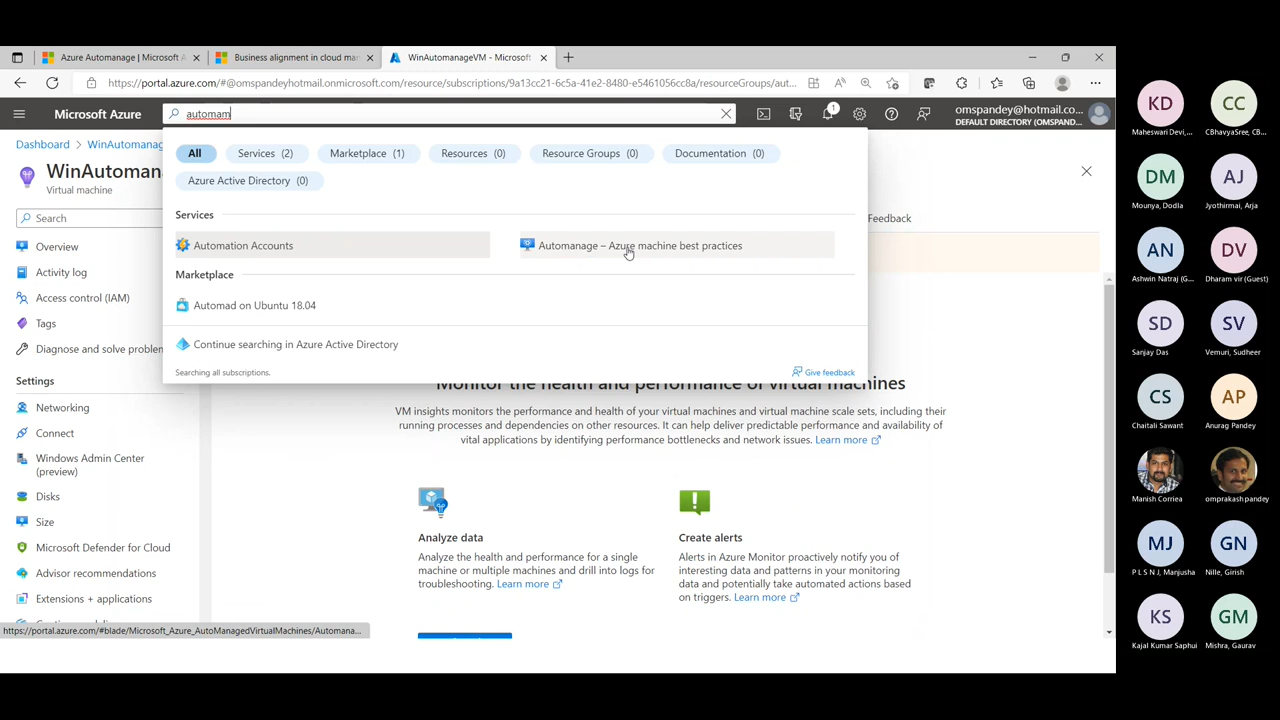 Azure Automanage | Microsoft A
Business alignment in cloud ma
WinAutomanageVM - Microsoft
https://portal.azure.com/#@omspandeyhotmail.onmicrosoft.com/resource/subscriptions/9a13cc21-6c5a-41e2-8480-e5461056cc8a/resourceGroups/aut...
Microsoft Azure
automam
1
omspandey@hotmail.co...
DEFAULT DIRECTORY (OMSPAND...
Dashboard > WinAutomanag
WinAutomana
Virtual machine
Search
Overview
Activity log
Access control (IAM)
Tags
Diagnose and solve problen
Settings
Networking
Connect
Windows Admin Center
(preview)
Disks
Size
Microsoft Defender for Cloud
Advisor recommendations
Extensions + applications
All
Services (2)
Marketplace (1)
Resources (0)
Resource Groups (0)
Documentation (0)
Azure Active Directory (0)
Services
Automation Accounts
Automanage – Azure machine best practices
Marketplace
Automad on Ubuntu 18.04
Continue searching in Azure Active Directory
Searching all subscriptions.
Give feedback
Feedback
Monitor the health and performance of virtual machines
VM insights monitors the performance and health of your virtual machines and virtual machine scale sets, including their
running processes and dependencies on other resources. It can help deliver predictable performance and availability of
vital applications by identifying performance bottlenecks and network issues. Learn more
Analyze data
Analyze the health and performance for a single
machine or multiple machines and drill into logs for
troubleshooting. Learn more
Create alerts
Alerts in Azure Monitor proactively notify you of
interesting data and patterns in your monitoring
data and potentially take automated actions based
on triggers. Learn more
https://portal.azure.com/#blade/Microsoft_Azure_AutoManagedVirtualMachines/Automana...
KD
Maheswari Devi,...
CC
CBhavyaSree, CB...
DM
Mounya, Dodla
AJ
Jyothirmai, Arja
AN
Ashwin Natraj (G...
DV
Dharam vir (Guest)
SD
Sanjay Das
SV
Vemuri, Sudheer
CS
Chaitali Sawant
AP
Anurag Pandey
Manish Corriea
omprakash pandey
MJ
P L S N J, Manjusha
GN
Nille, Girish
KS
Kajal Kumar Saphui
GM
Mishra, Gaurav